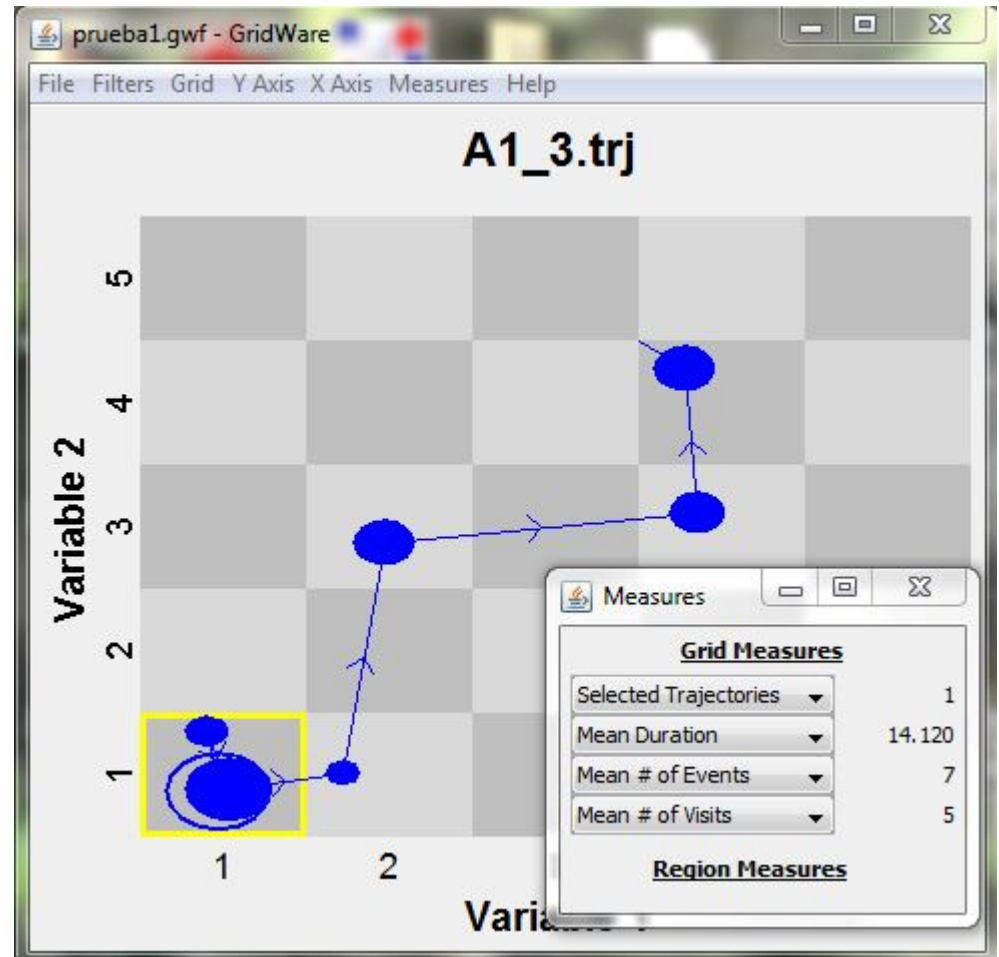 prueba1.gwf - GridWare
File Filters Grid Y Axis X Axis Measures Help
A1_3.trj
5
4
3
2
1
Variable 2
1 2
Measures
Grid Measures
Selected Trajectories 1
Mean Duration 14.120
Mean # of Events 7
Mean # of Visits 5
Region Measures